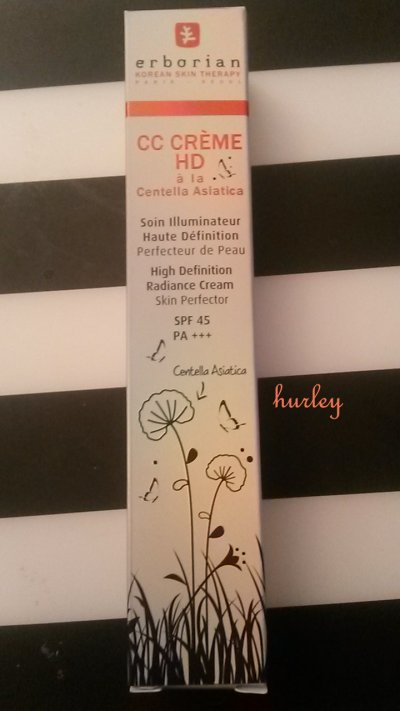 erborian
KOREAN SKIN THERAPY
PARIS - SEOUL
CC CRÈME
HD
à la
Centella Asiatica
Soin Illuminateur
Haute Définition
Perfecteur de Peau
High Definition
Radiance Cream
Skin Perfector
SPF 45
PA +++
Centella Asiatica
hurley